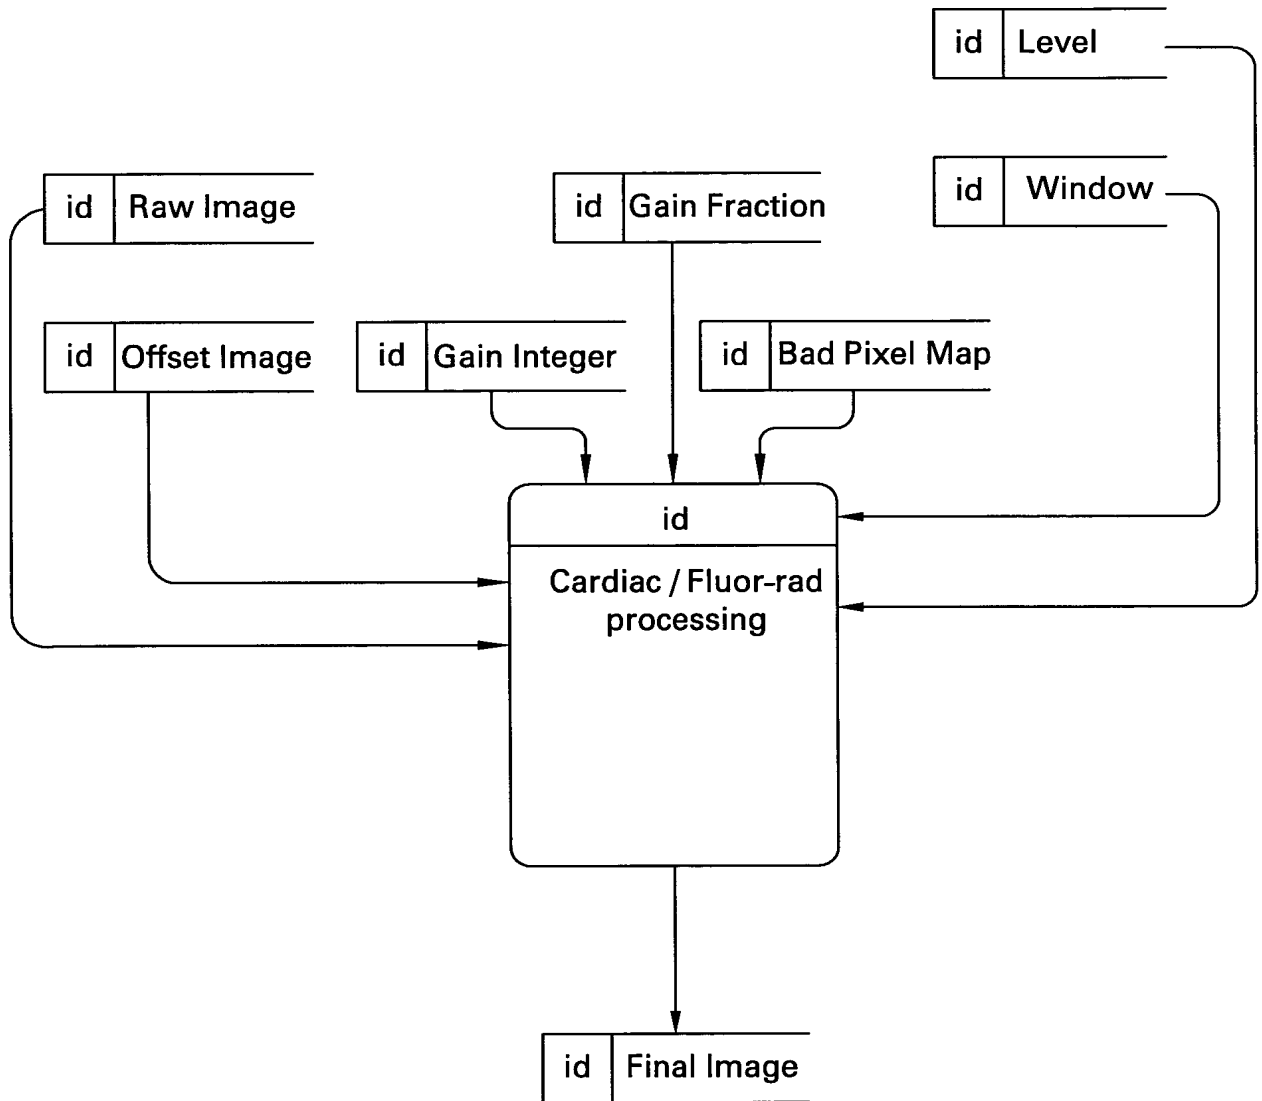 id Level
id Window
id Raw Image
id Gain Fraction
id Offset Image
id Gain Integer
id Bad Pixel Map
id
Cardiac / Fluor-rad
processing
id Final Image